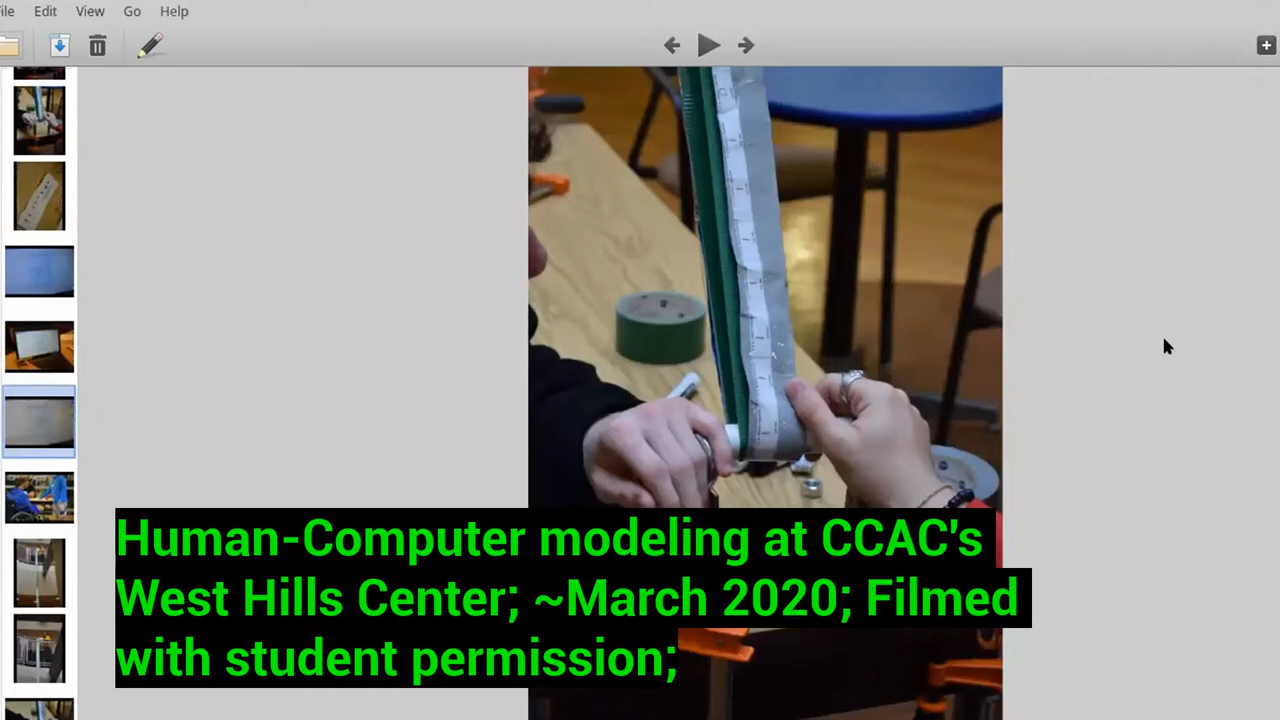 ile Edit View Go Help
Human-Computer modeling at CCAC's
West Hills Center; ~March 2020; Filmed
with student permission;